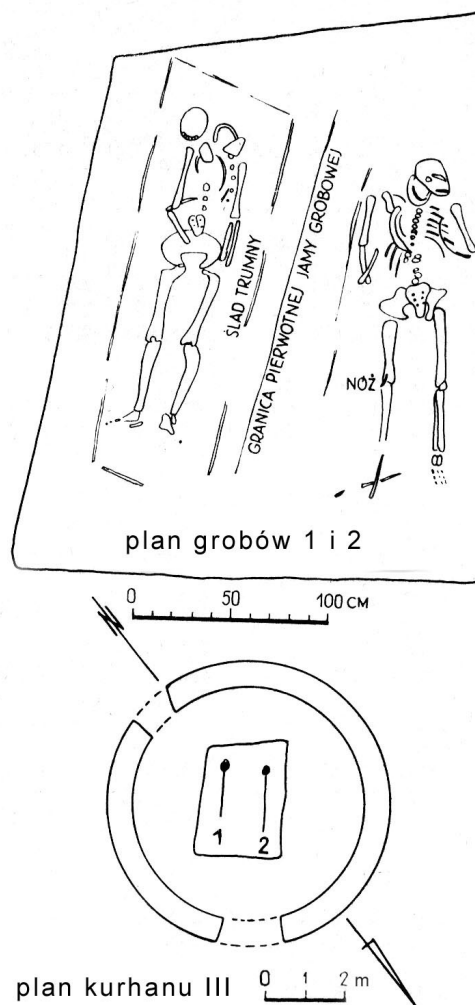 ŚLAD TRUMNY
GRANICA PIERWOTNEJ JAMY GROBOWEJ
NÓŻ
plan grobów 1 i 2
0 50 100 CM
N
1 2
plan kurhanu III
0 1 2 m